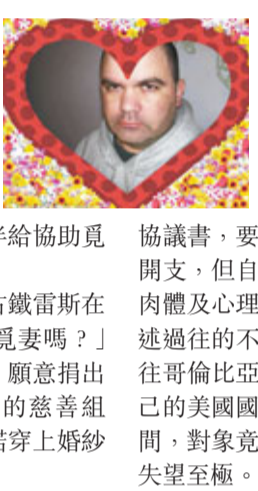 半給協助覓
古鐵雷斯在
覓妻嗎？」
願意捐出
的慈善組
若穿上婚紗
協議書，要
開支，但自
肉體及心理
述過往的不
往哥倫比亞
己的美國國
間，對象竟
失望至極。